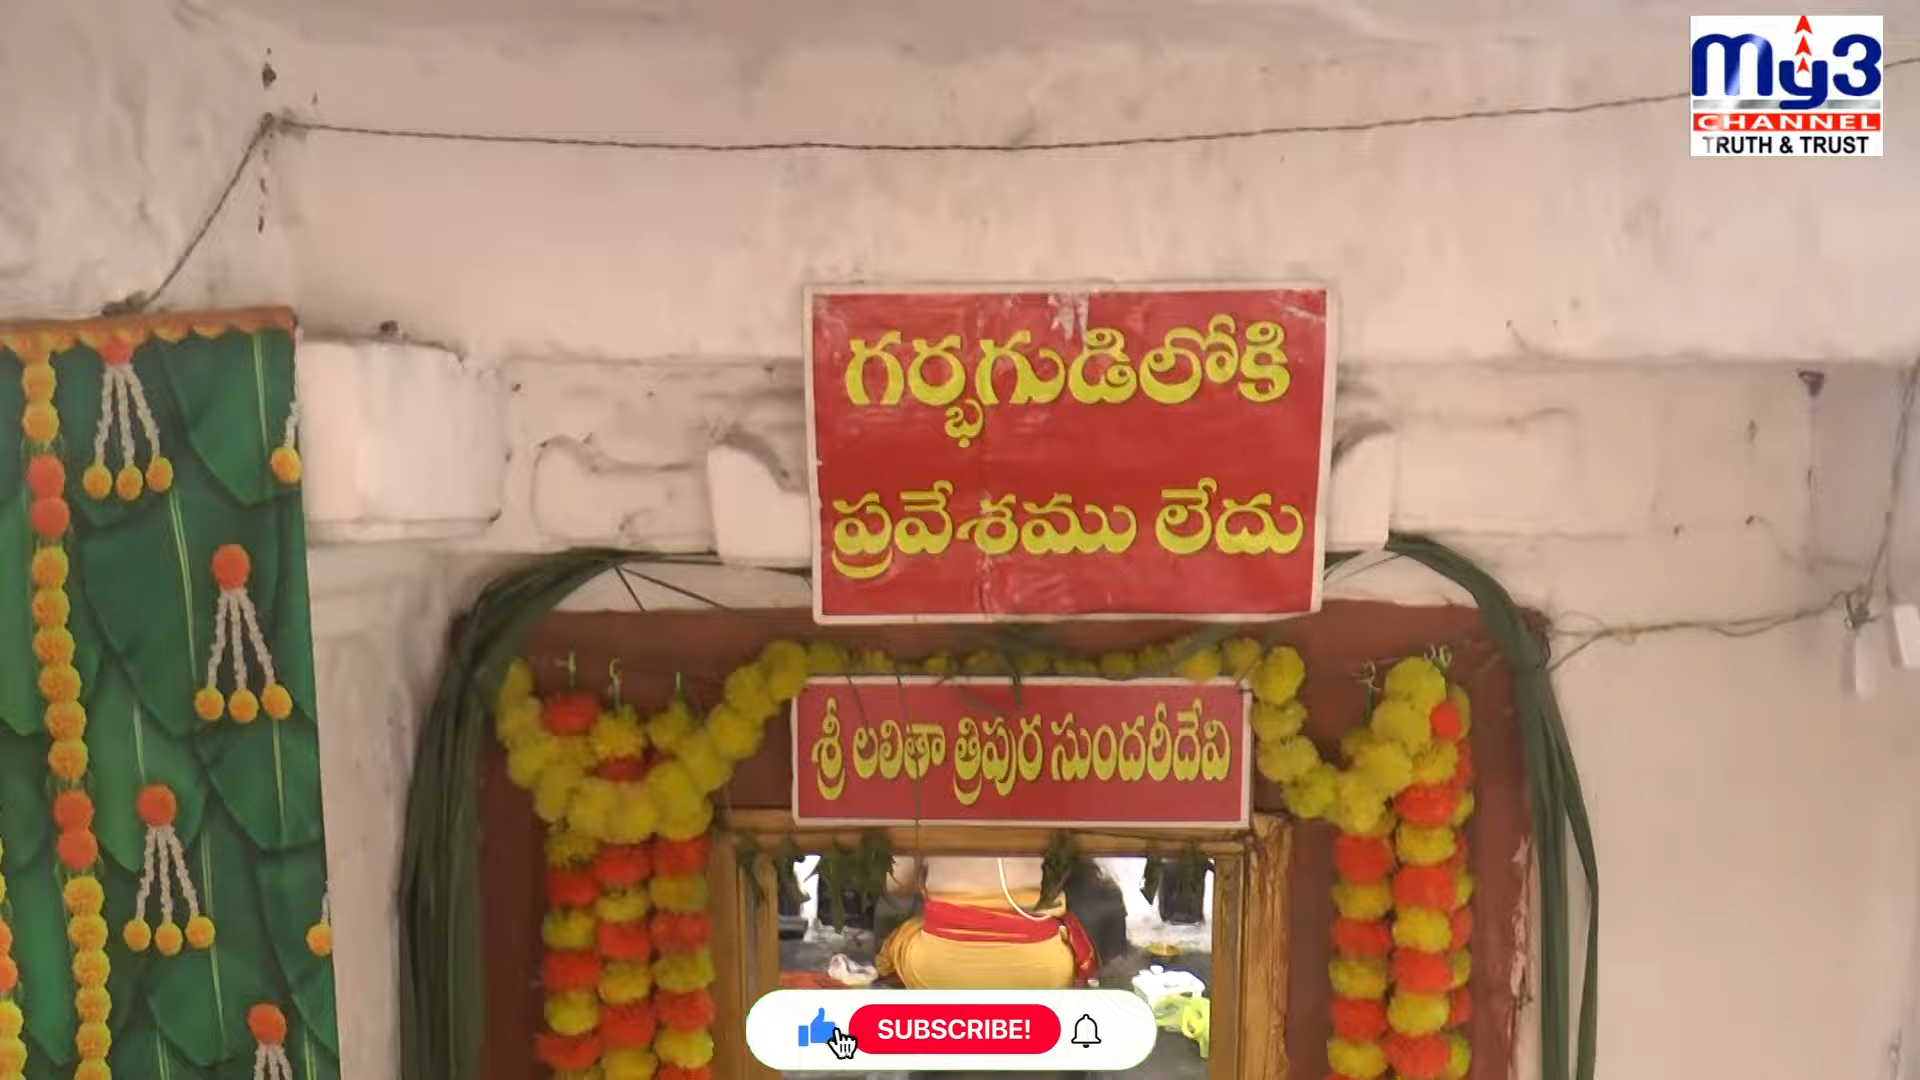 My3
CHANNEL
TRUTH & TRUST
గర్భగుడిలోకి
ప్రవేశము లేదు
శ్రీ లలితా త్రిపుర సుందరీదేవి
SUBSCRIBE!